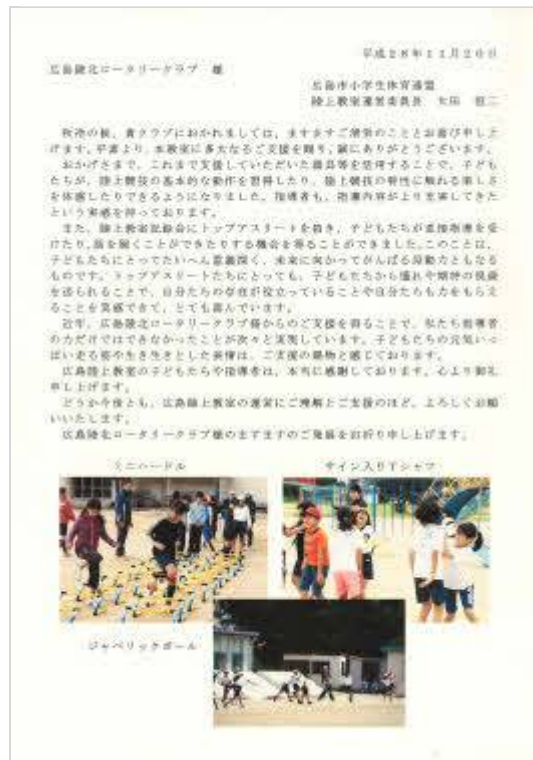 平成28年11月20日
広島陵北ロータリークラブ 様
広島市小学生体育連盟
陸上教室運営委員長
秋冷の候、貴クラブにおかれましては、ますますご清栄のこととお喜び申し上
げます。平素より、本教室に多大なるご支援を賜り、誠にありがとうございます。
おかげさまで、これまで支援していただいた備品等を活用することで、子ども
たちが、陸上競技の基本的な動作を習得したり、陸上競技の特性に触れる楽しさ
を体感したりできるようになりました。指導者も、指導内容がより充実してきた
という実感を持っております。
また、陸上教室記録会にトップアスリートを招き、子どもたちが直接指導を受
けたり、話を聞くことができたりする機会を得ることができました。このことは、
子どもたちにとってたいへん意義深く、未来に向かってがんばる原動力ともなる
ものです。トップアスリートたちにとっても、子どもたちから憧れや期待の視線
を送られることで、自分たちの存在が役立っていることや自分たちも力をもらえ
ることを実感できて、とても喜んでいます。
近年、広島陵北ロータリークラブ様からのご支援を得ることで、私たち指導者
の力だけではできなかったことが次々と実現しています。子どもたちの元気いっ
ぱい走る姿や生き生きとした表情は、ご支援の賜物と感じております。
広島陸上教室の子どもたちや指導者は、本当に感謝しております。心より御礼
申し上げます。
どうか今後とも、広島陸上教室の運営にご理解とご支援のほど、よろしくお願
いいたします。
広島陵北ロータリークラブ様のますますのご発展をお祈り申し上げます。
ミニハードル
サイン入りTシャツ
ジャベリックボール